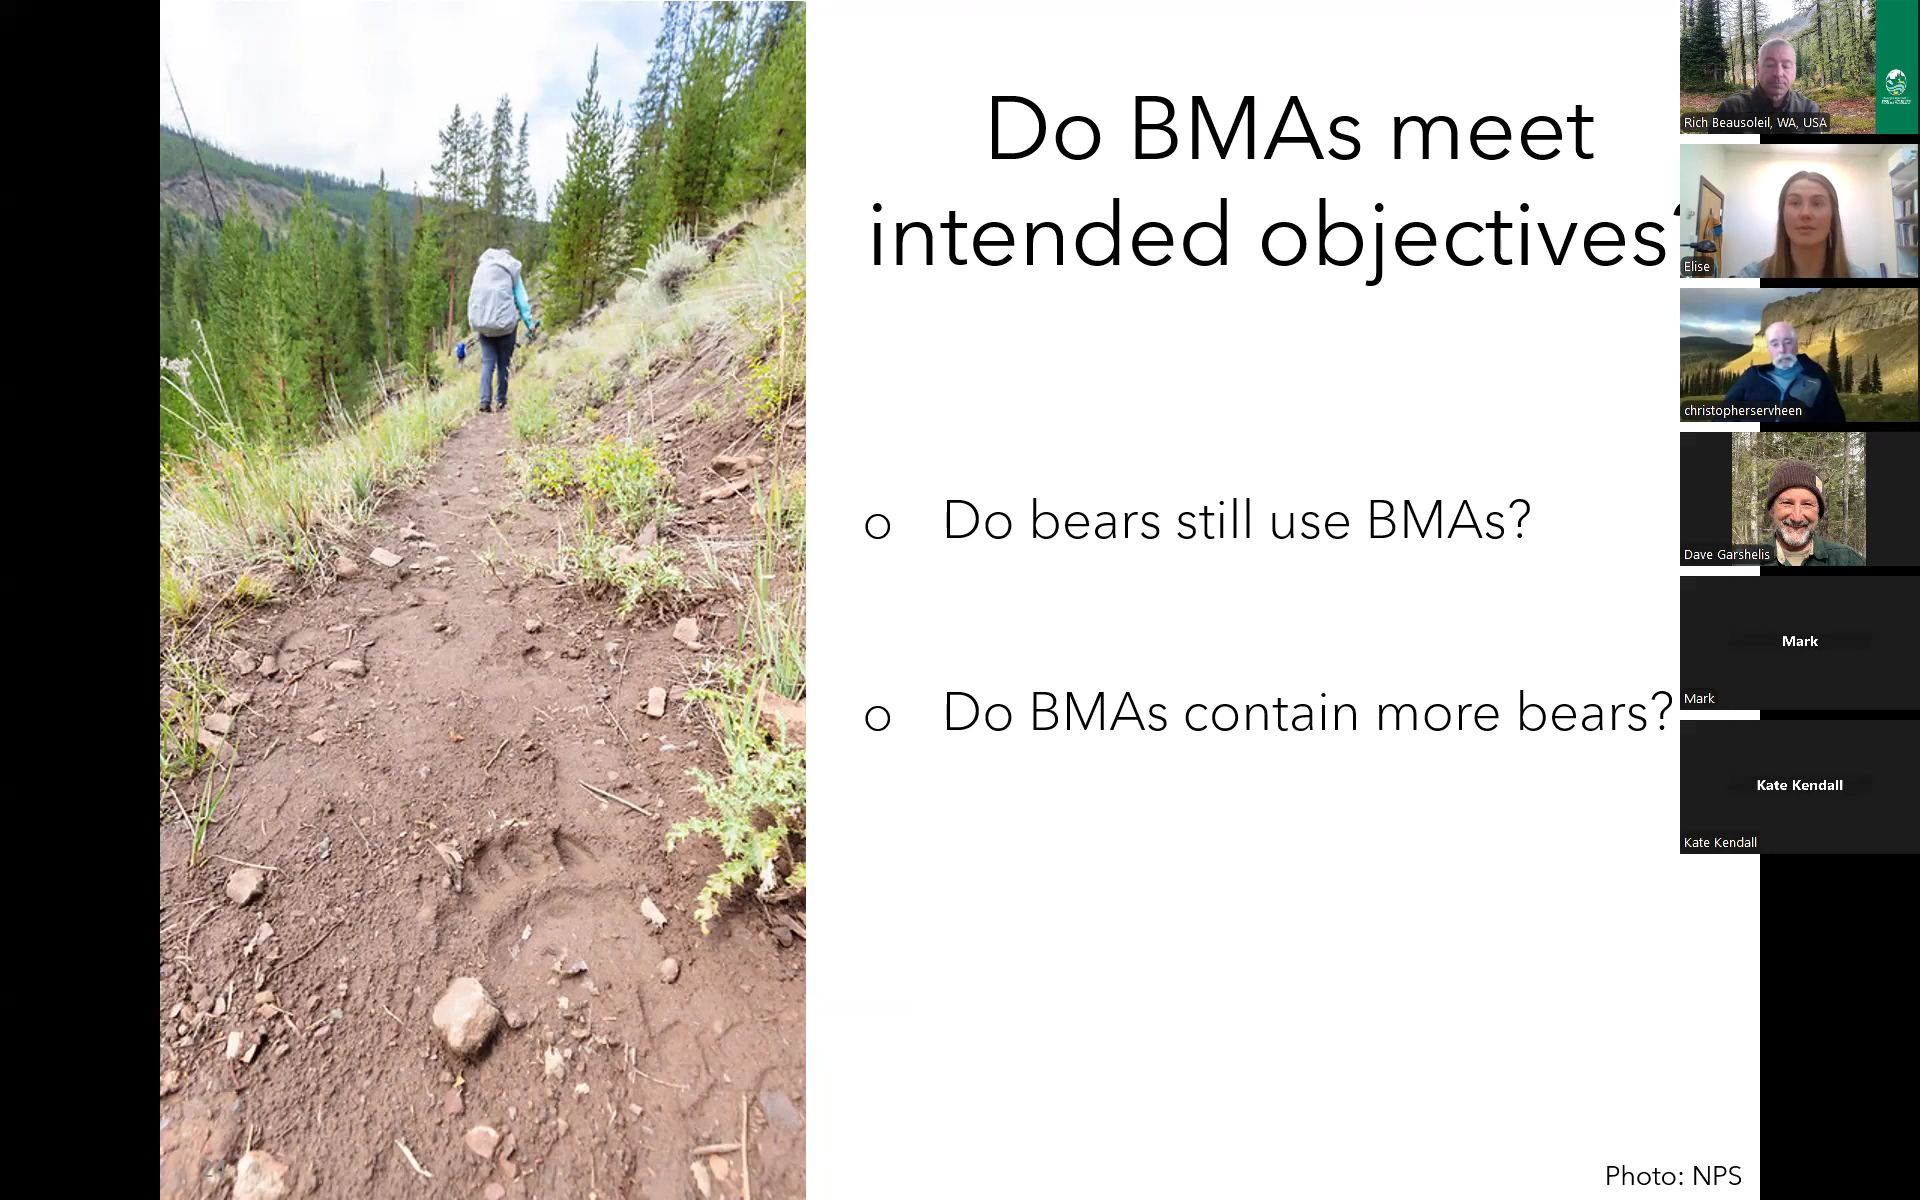 Do BMAs meet
intended objectives?
o Do bears still use BMAs?
o Do BMAs contain more bears?
Photo: NPS
Rich Beausoleil, WA, USA
Elise
christopherservheen
Dave Garshelis
Mark
Mark
Kate Kendall
Kate Kendall